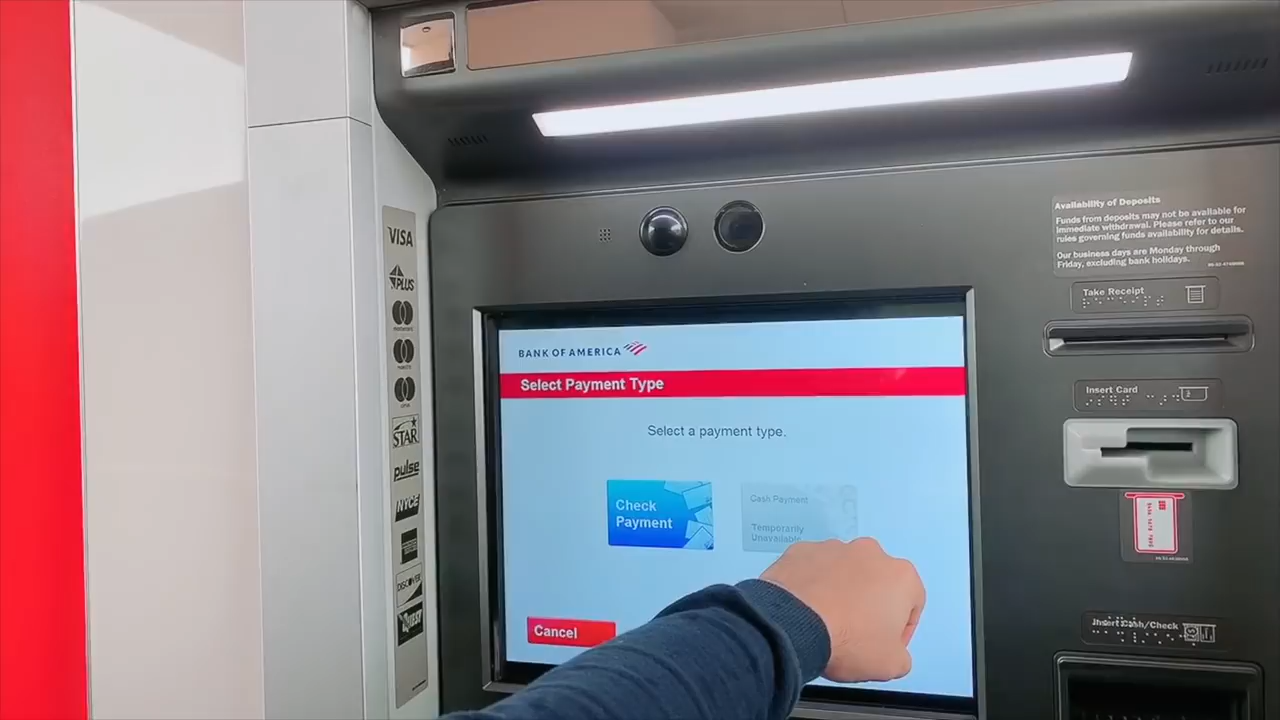 VISA
PLUS
STAR
pulse
NYCE
DISCOVER
BANK OF AMERICA
Select Payment Type
Select a payment type.
Check
Payment
Cash Payment
Temporarily
Unavailable
Cancel
Availability of Deposits
Funds from deposits may not be available for
immediate withdrawal. Please refer to our
rules governing funds availability for details.
Our business days are Monday through
Friday, excluding bank holidays.
Take Receipt
Insert Card
Insert Cash/Check